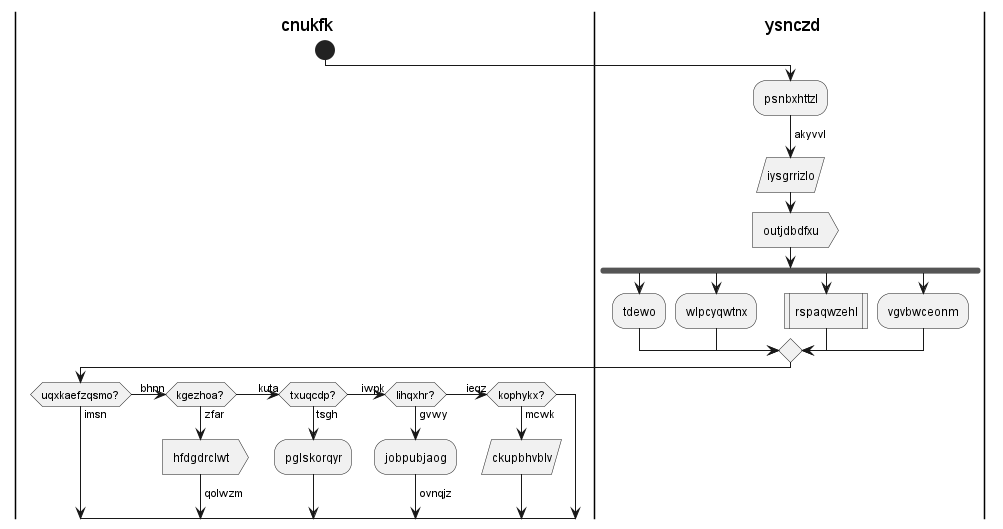 cnukfk
ysnczd
psnbxhttzl
akyvvl
iysgrrizlo
outjdbdfxu
tdewo
wlpcyqwtnx
rspaqwzehl
vgvbwceonm
uqxkaefzqsmo?
bhnn
kgezhoa?
kuta
txuqcdp?
iwpk
lihqxhr?
ieqz
kophykx?
imsn
zfar
tsgh
gvwy
mcwk
hfdgdrclwt
pglskorqyr
jobpubjaog
ckupbhvblv
qolwzm
ovnqjz